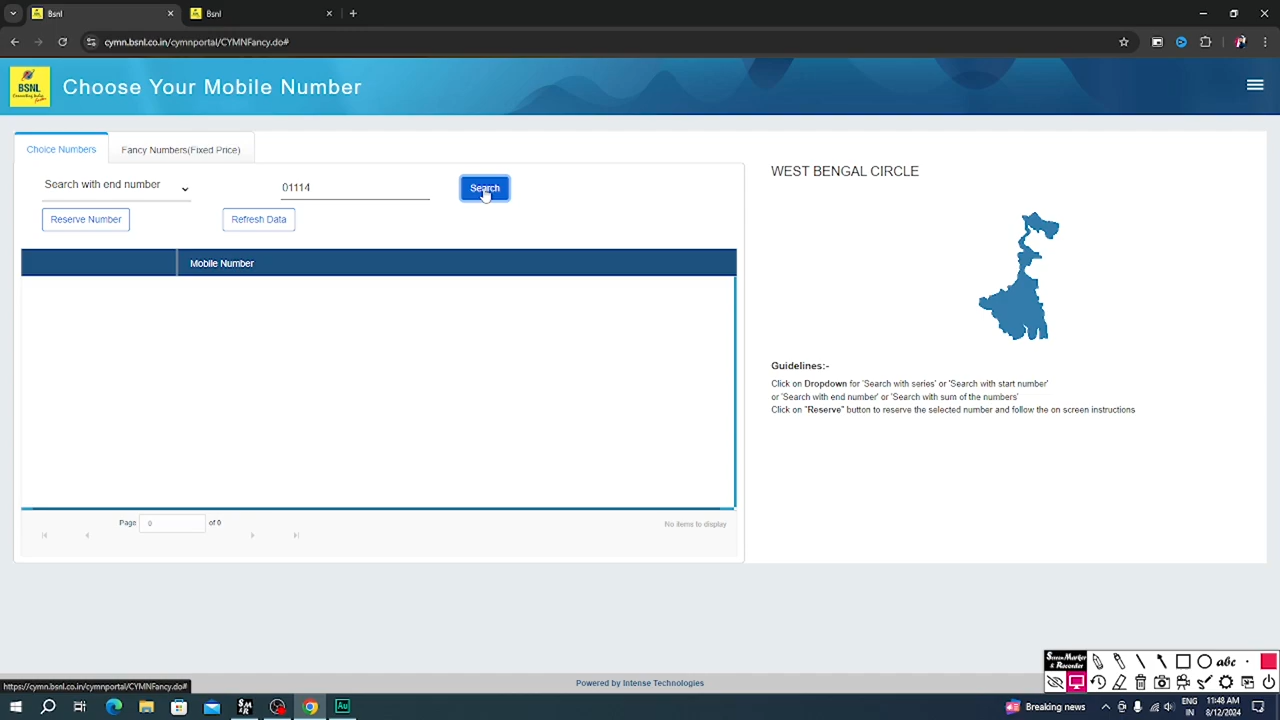 Bsnl
Bsnl
cymn.bsnl.co.in/cymnportal/CYMNFancy.do#
BSNL
Choose Your Mobile Number
Choice Numbers
Fancy Numbers(Fixed Price)
Search with end number
01114
Search
Reserve Number
Refresh Data
Mobile Number
Page 0 of 0
No items to display
WEST BENGAL CIRCLE
Guidelines:-
Click on Dropdown for 'Search with series' or 'Search with start number'
or 'Search with end number' or 'Search with sum of the numbers'
Click on "Reserve" button to reserve the selected number and follow the on screen instructions
Screen Marker
& Recorder
abc
https://cymn.bsnl.co.in/cymnportal/CYMNFancy.do#
Powered by Intense Technologies
Breaking news
ENG
IN
11:48 AM
8/12/2024